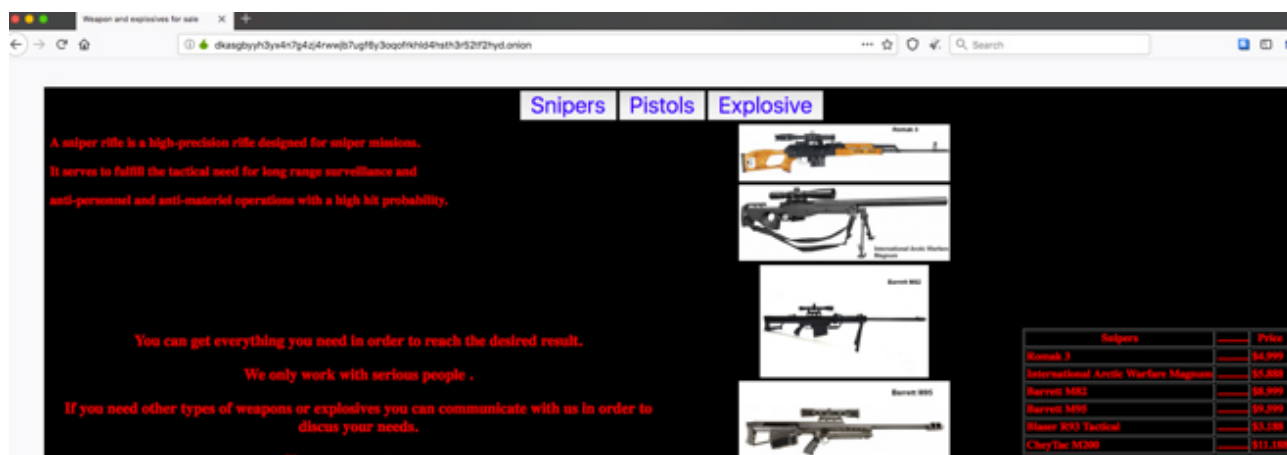 Weapon and explosives for sale
Search
Snipers Pistols Explosive
A sniper rifle is a high-precision rifle designed for sniper missions.
It serves to fulfill the tactical need for long range surveillance and
anti-personnel and anti-materiel operations with a high hit probability.
Romak 3
International Arctic Warfare
Magnum
Barrett M82
Barrett M95
You can get everything you need in order to reach the desired result.
We only work with serious people .
If you need other types of weapons or explosives you can communicate with us in order to
discus your needs.
Snipers Price
Romak 3 $4,999
International Arctic Warfare Magnum $5,888
Barrett M82 $8,999
Barrett M95
Blaser R93 Tactical $3,188
CheyTac M200 $11,188